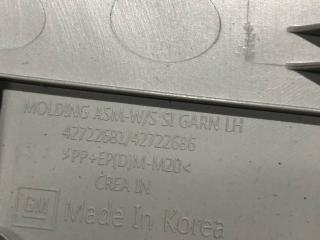 MOLDING ASM-W/S SI GARN LH
42722681/42722686
>PP+EP(D)M-M20<
CREA IN
GM Made In Korea